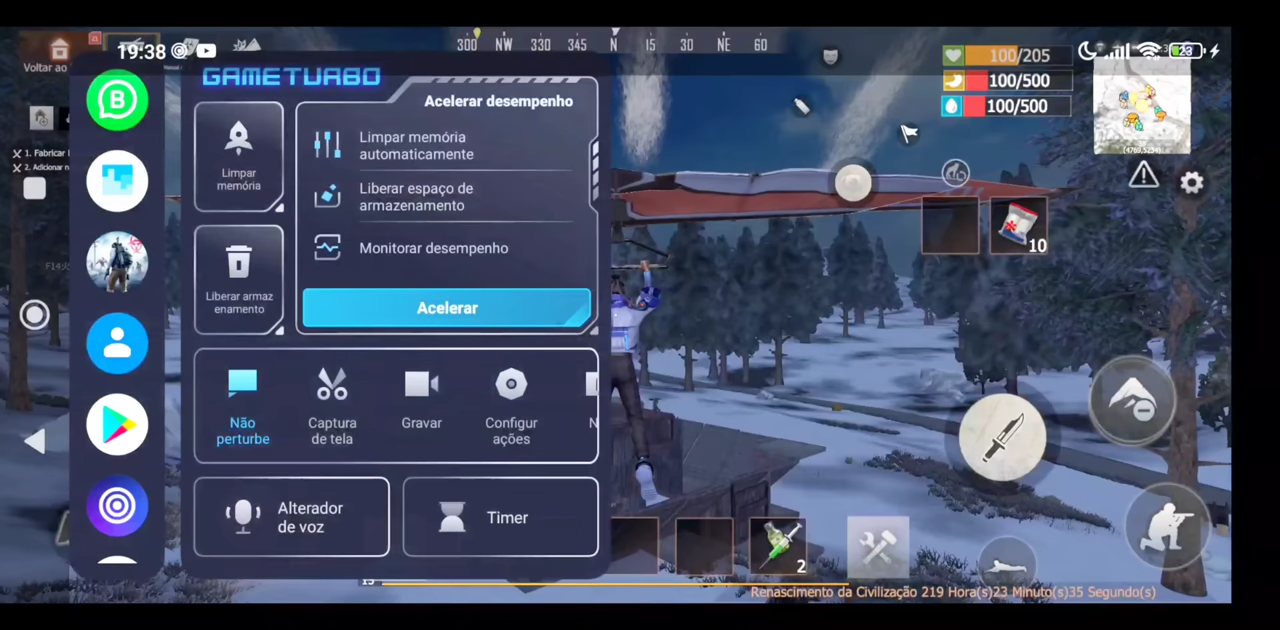 19:38
300 NW 330 345 N 15 30 NE 60
23
Voltar ao
GAMETURBO
100/205
100/500
100/500
Acelerar desempenho
Limpar memória
automaticamente
Liberar espaço de
armazenamento
Monitorar desempenho
Acelerar
Limpar
memória
Liberar armaz
enamento
1. Fabricar
2. Adicionar n
10
Não
perturbe
Captura
de tela
Gravar
Configur
ações
N
Alterador
de voz
Timer
2
15
Renascimento da Civilização 219 Hora(s)23 Minuto(s)35 Segundo(s)